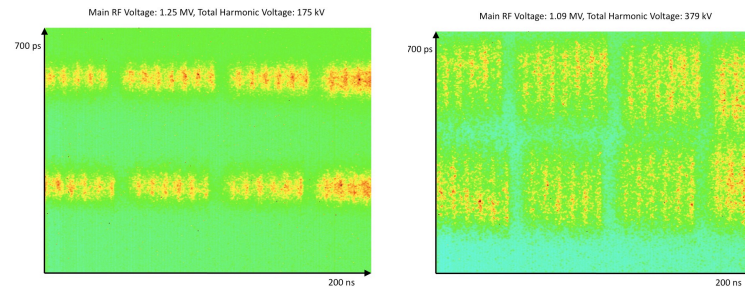 Main RF Voltage: 1.25 MV, Total Harmonic Voltage: 175 kV
700 ps
200 ns
Main RF Voltage: 1.09 MV, Total Harmonic Voltage: 379 kV
700 ps
200 ns